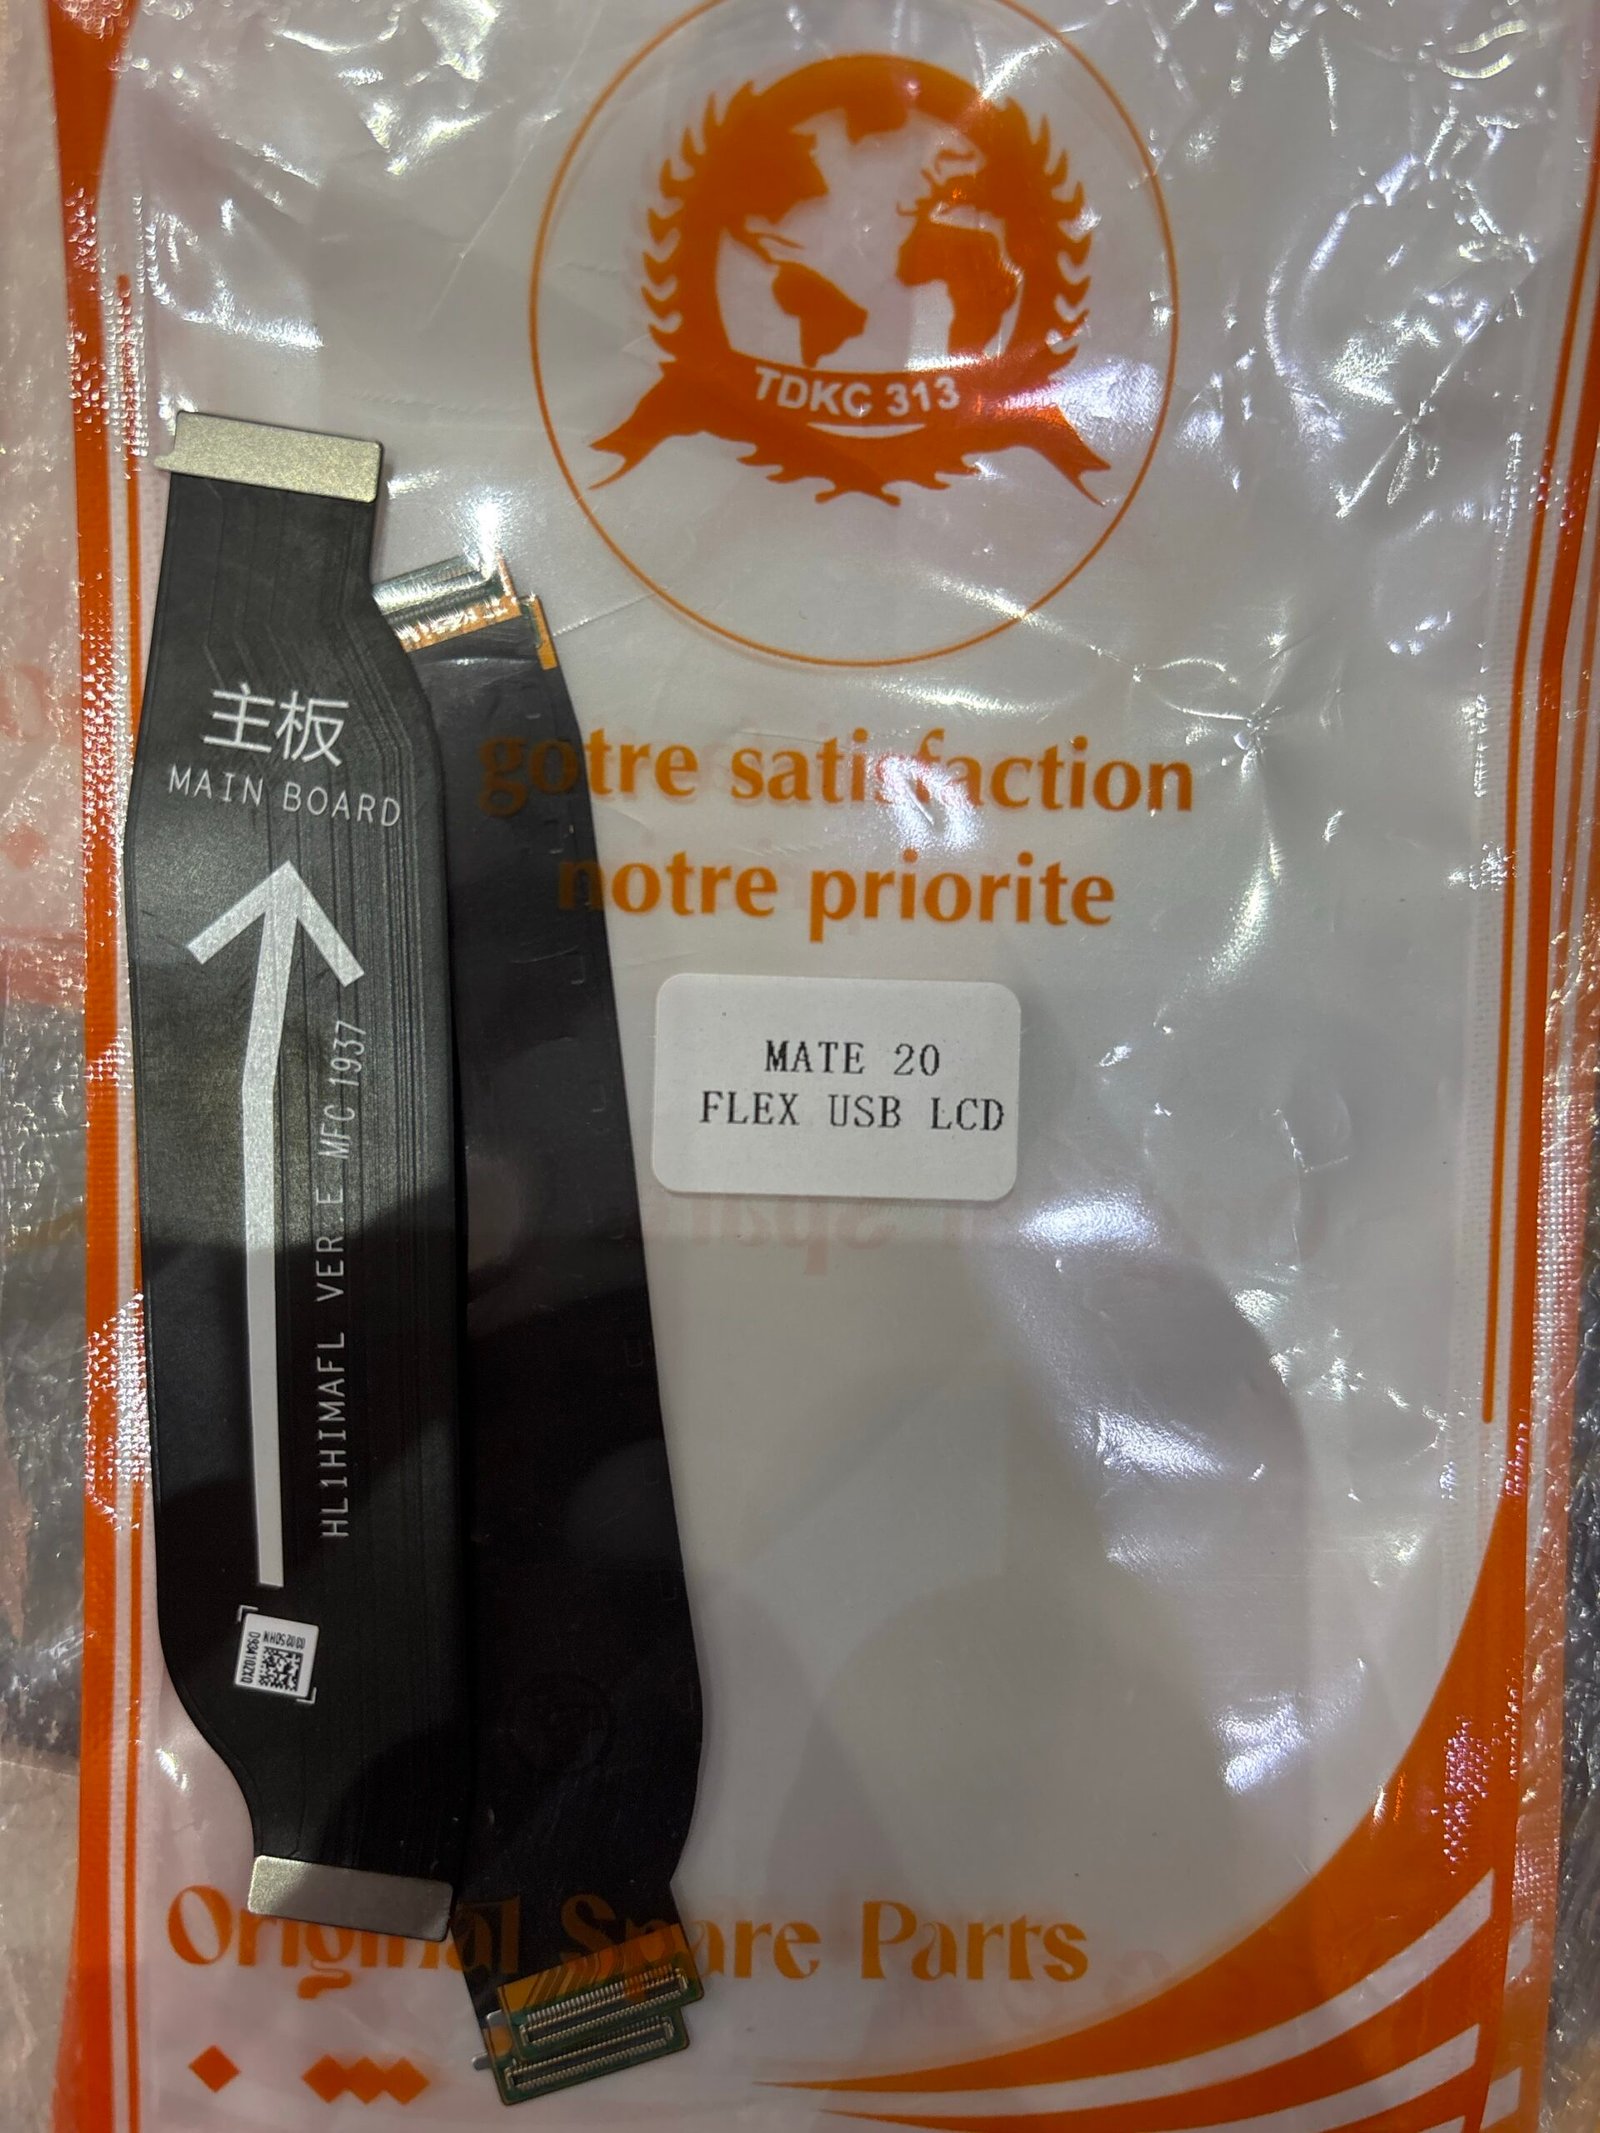 TDKC 313
gotre satisfaction
notre priorite
主板
MAIN BOARD
HL1HIMAFL VER.E MFC 1937
MATE 20
FLEX USB LCD
Original Spare Parts